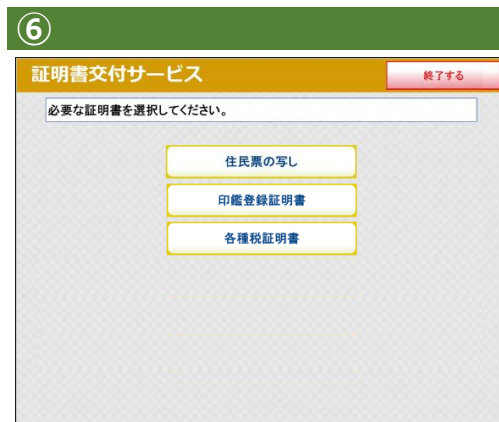 ⑥
証明書交付サービス
終了する
必要な証明書を選択してください。
住民票の写し
印鑑登録証明書
各種税証明書